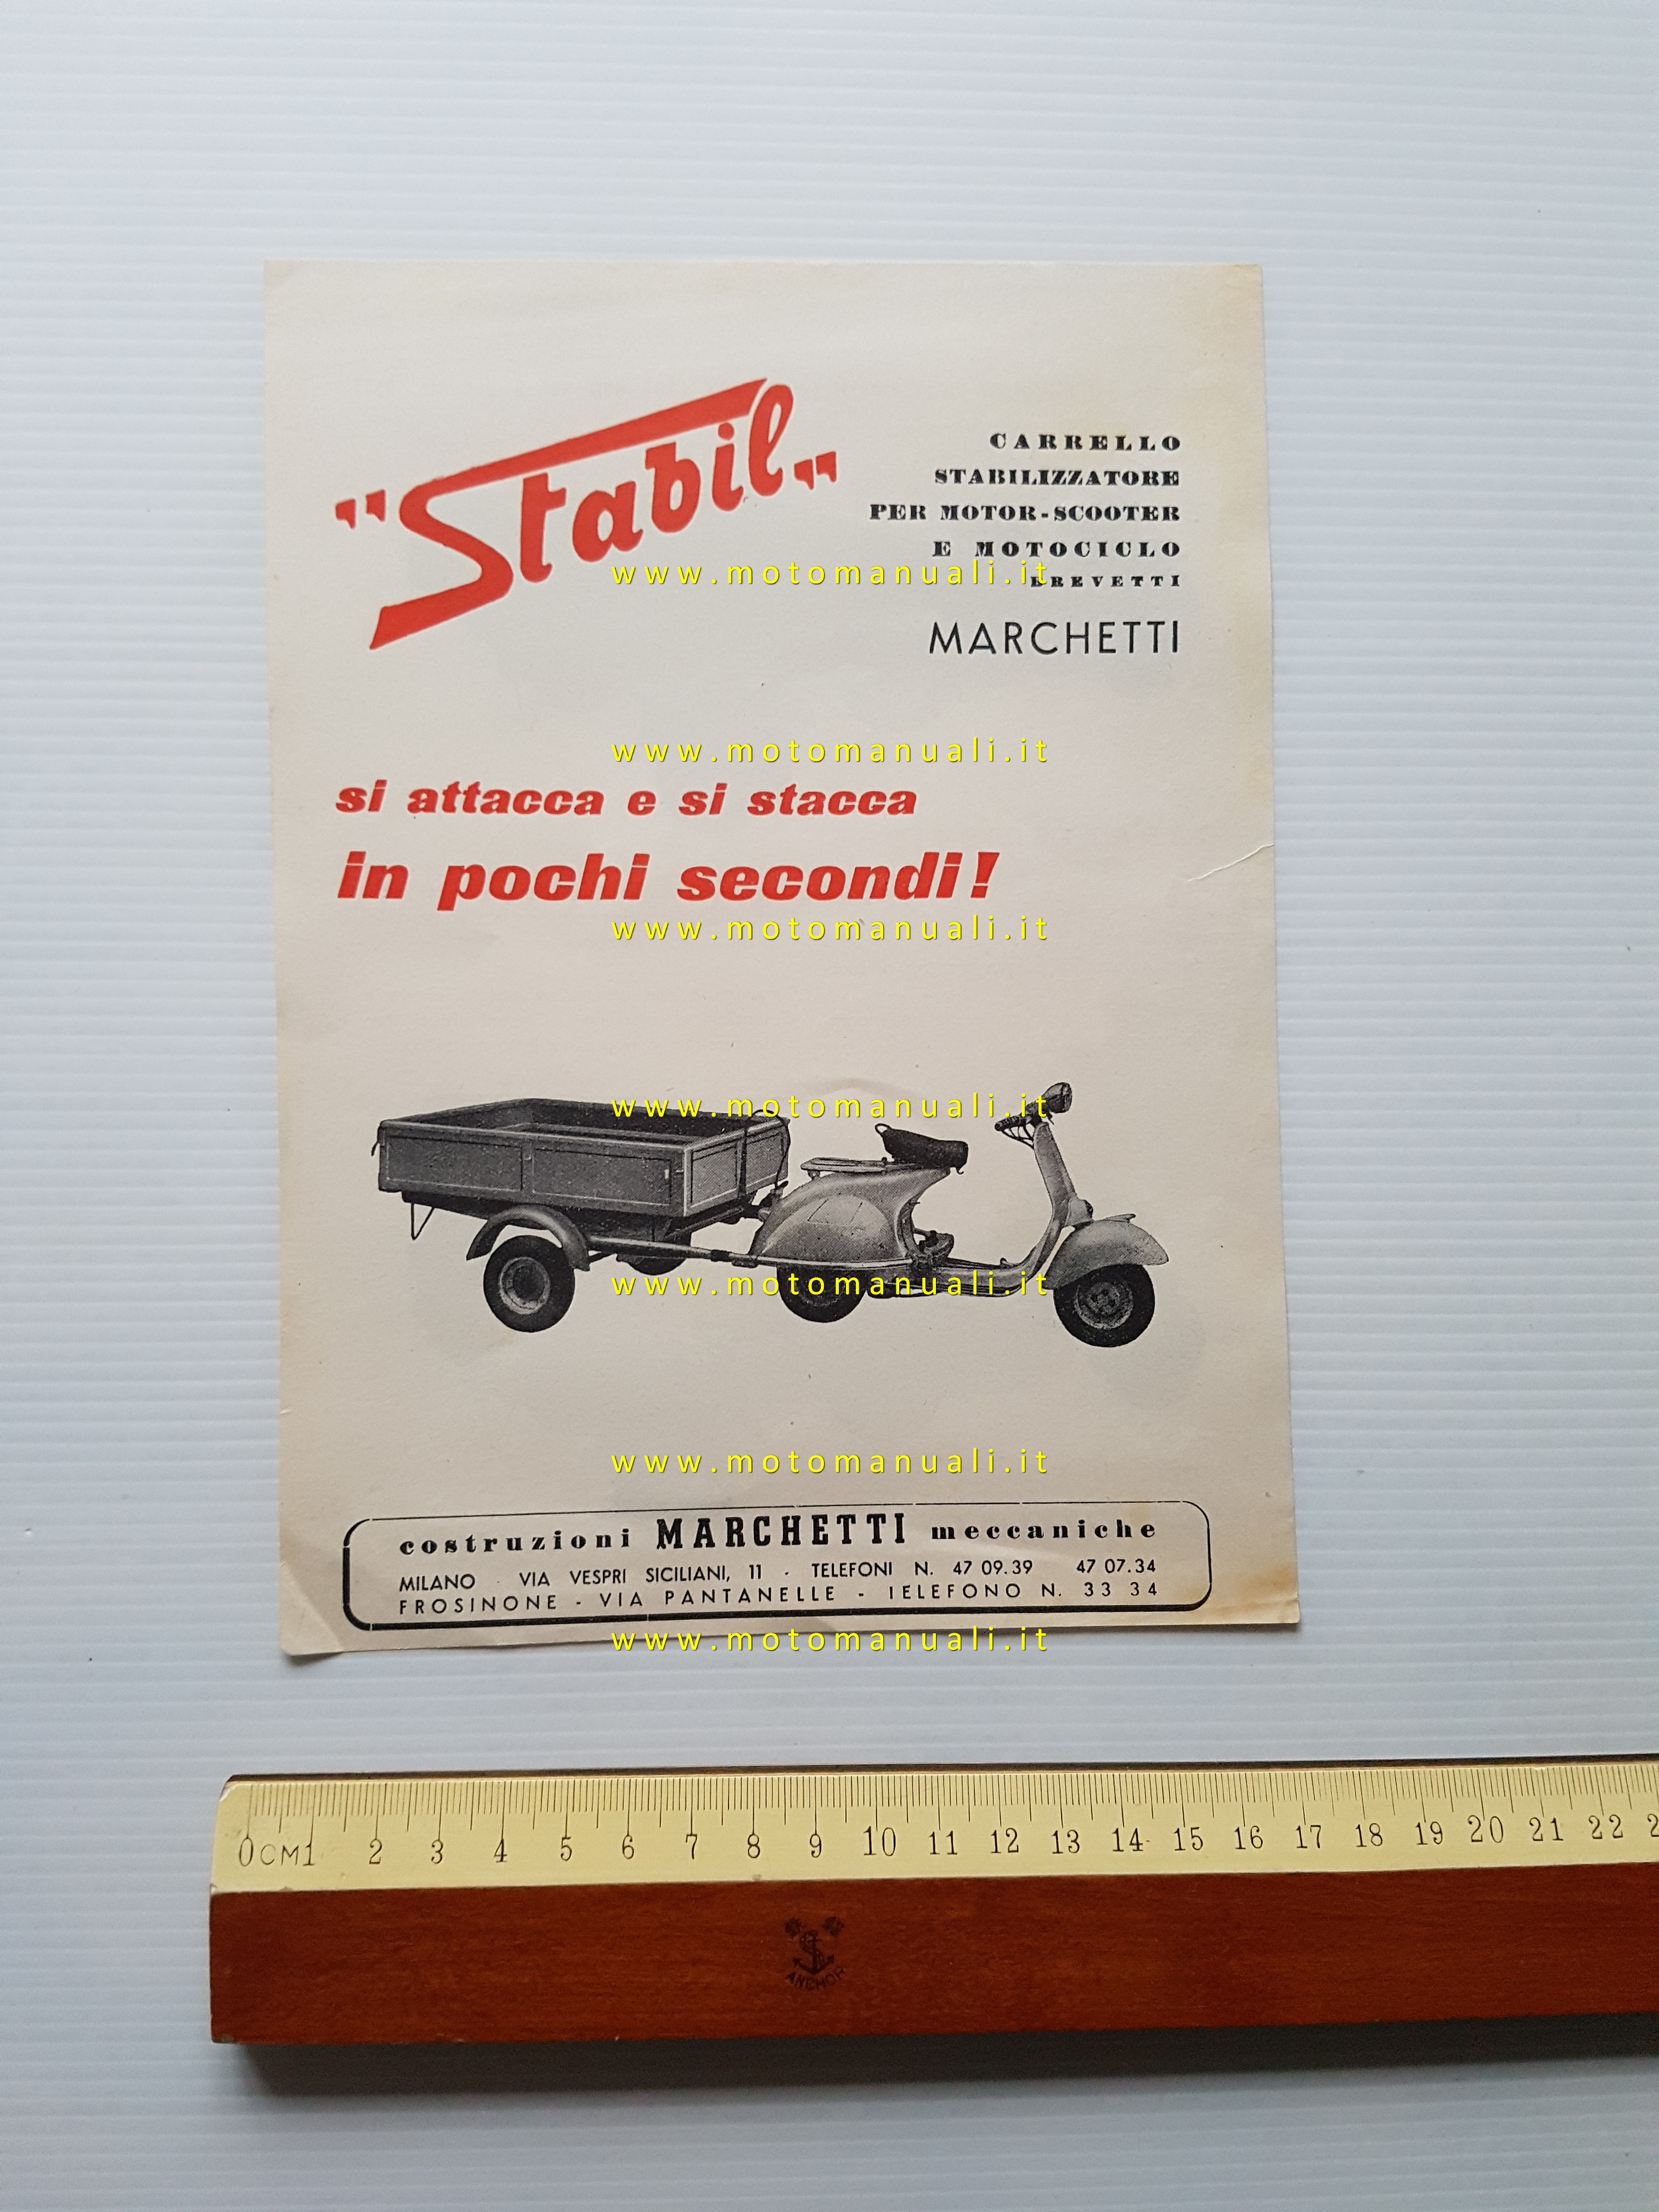 "Stabil"
CARRELLO
STABILIZZATORE
PER MOTOR-SCOOTER
E MOTOCICLO
BREVETTI
MARCHETTI
www.motomanuali.it
www.motomanuali.it
si attacca e si stacca
in pochi secondi!
www.motomanuali.it
www.motomanuali.it
www.motomanuali.it
www.motomanuali.it
costruzioni MARCHETTI meccaniche
MILANO - VIA VESPRI SICILIANI, 11 - TELEFONI N. 47 09.39 47 07.34
FROSINONE - VIA PANTANELLE - TELEFONO N. 33 34
www.motomanuali.it
0 CM 1 2 3 4 5 6 7 8 9 10 11 12 13 14 15 16 17 18 19 20 21 22 2
ANCHOR